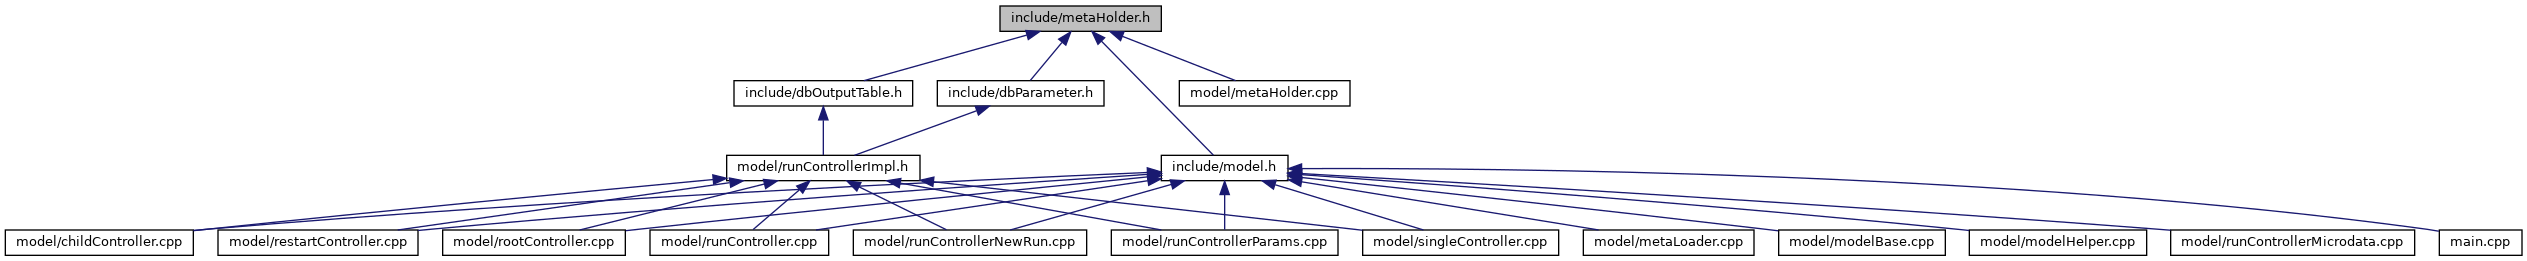 include/metaHolder.h
include/dbOutputTable.h
include/dbParameter.h
model/metaHolder.cpp
model/runControllerImpl.h
include/model.h
model/childController.cpp
model/restartController.cpp
model/rootController.cpp
model/runController.cpp
model/runControllerNewRun.cpp
model/runControllerParams.cpp
model/singleController.cpp
model/metaLoader.cpp
model/modelBase.cpp
model/modelHelper.cpp
model/runControllerMicrodata.cpp
main.cpp